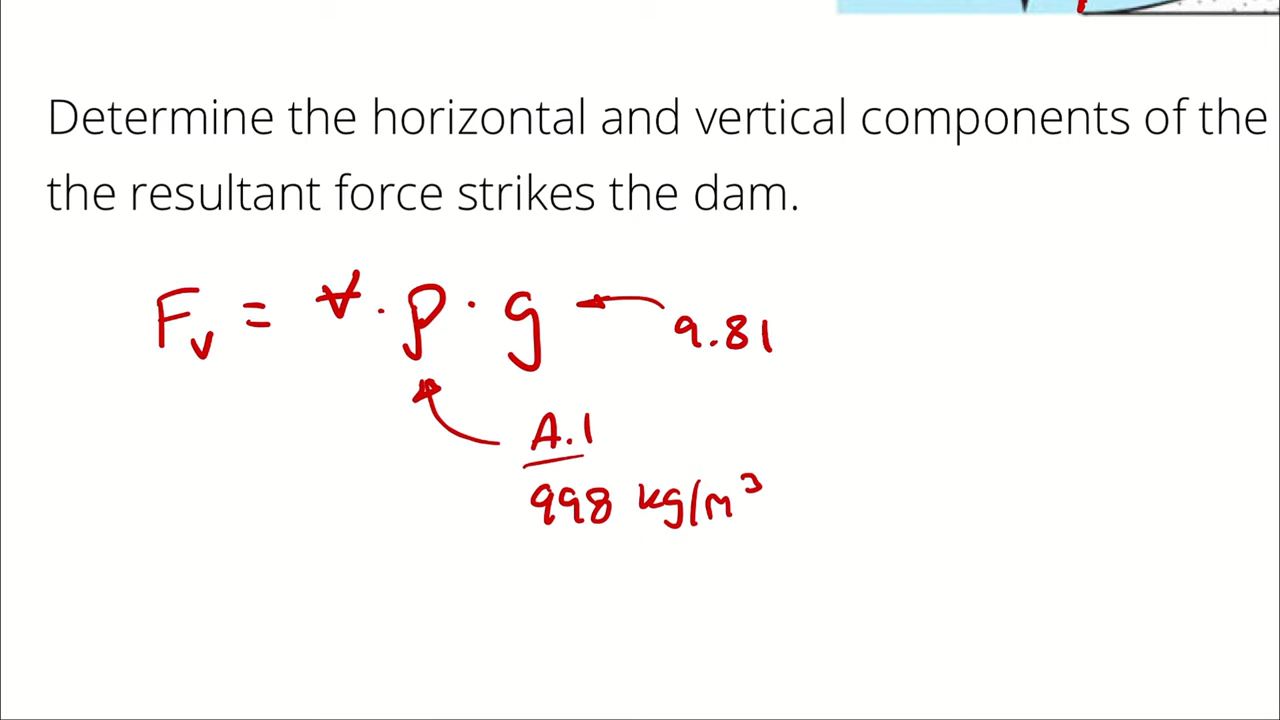 Determine the horizontal and vertical components of the
the resultant force strikes the dam.
Fv = ∀ · ρ · g ← 9.81
A.1
998 kg/m³